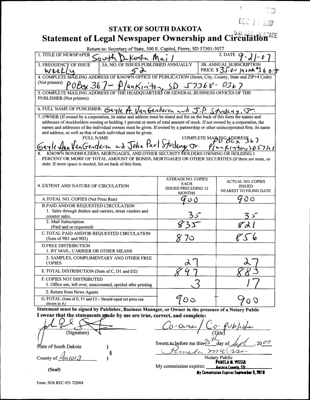 DEC 3 2007
STATE OF SOUTH DAKOTA
Statement of Legal Newspaper Ownership and Circulation
Return to: Secretary of State, 500 E. Capitol, Pierre, SD 57501-5077
1. TITLE OF NEWSPAPER South Dakota Mail
2. DATE 9-21-07
3. FREQUENCY OF ISSUE weekly
3A. NO. OF ISSUES PUBLISHED ANNUALLY 52
3B. ANNUAL SUBSCRIPTION PRICE $35.00
4. COMPLETE MAILING ADDRESS OF KNOWN OFFICE OF PUBLICATION (Street, City, County, State and ZIP+4 Code)
(Not printers) PO Box 367 - Plankinton, SD 57368-0367
5. COMPLETE MAILING ADDRESS OF THE HEADQUARTERS OR GENERAL BUSINESS OFFICES OF THE
PUBLISHER (Not printers)
6. FULL NAME OF PUBLISHER: Gayle A. Van Genderen and J.P. Studeny, Jr.
7. OWNER (If owned by a corporation, its name and address must be stated and list on the back of this form the names and
addresses of stockholders owning or holding 1 percent or more of total amount of stock. If not owned by a corporation, the
names and addresses of the individual owners must be given. If owned by a partnership or other unincorporated firm, its name
and address, as well as that of each individual must be given.
FULL NAME COMPLETE MAILING ADDRESS
PO Box 367
Gayle Van Genderen and John Paul Studeny Jr Plankinton, SD 57368
8. KNOWN BONDHOLDERS, MORTGAGES, AND OTHER SECURITY HOLDERS OWNING OR HOLDING 1
PERCENT OR MORE OF TOTAL AMOUNT OF BONDS, MORTGAGES OR OTHER SECURITIES (If there are none, so
state. If more space is needed, list on back of this form.
9. EXTENT AND NATURE OF CIRCULATION
AVERAGE NO. COPIES EACH ISSUED PRECEDING 12 MONTHS
ACTUAL NO. COPIES ISSUED NEAREST TO FILING DATE
A. TOTAL NO. COPIES (Net Press Run) 900 900
B. PAID AND/OR REQUESTED CIRCULATION
1. Sales through dealers and carriers, street vendors and
counter sales. 35 35
2. Mail Subscription
(Paid and or requested) 835 821
C. TOTAL PAID AND/OR REQUESTED CIRCULATION
(Sum of 9B1 and 9B2) 870 856
D. FREE DISTRIBUTION
1. BY MAIL, CARRIER OR OTHER MEANS
2. SAMPLES, COMPLIMENTARY AND OTHER FREE
COPIES 27 27
E. TOTAL DISTRIBUTION (Sum of C, D1 and D2) 897 883
F. COPIES NOT DISTRIBUTED
1. Office use, left over, unaccounted, spoiled after printing 3 17
2. Return from News Agents
G. TOTAL (Sum of E, F1 and F2 - Should equal net press run
shown in A) 900 900
Statement must be signed by Publisher, Business Manager, or Owner in the presence of a Notary Public
I swear that the statements made by me are true, correct, and complete:
Co-owner / Co-Publisher
(Signature) (Title)
State of South Dakota )
Sworn to before me this day of Sept, 2007
County of Aurora ) §
Pamela M. Wessa
Notary Public
(Seal)
PAMELA M. WESSA
My commission expires: Aurora County, SD
My Commission Expires September 2, 2010
Form: SOS REC 051 7/2004